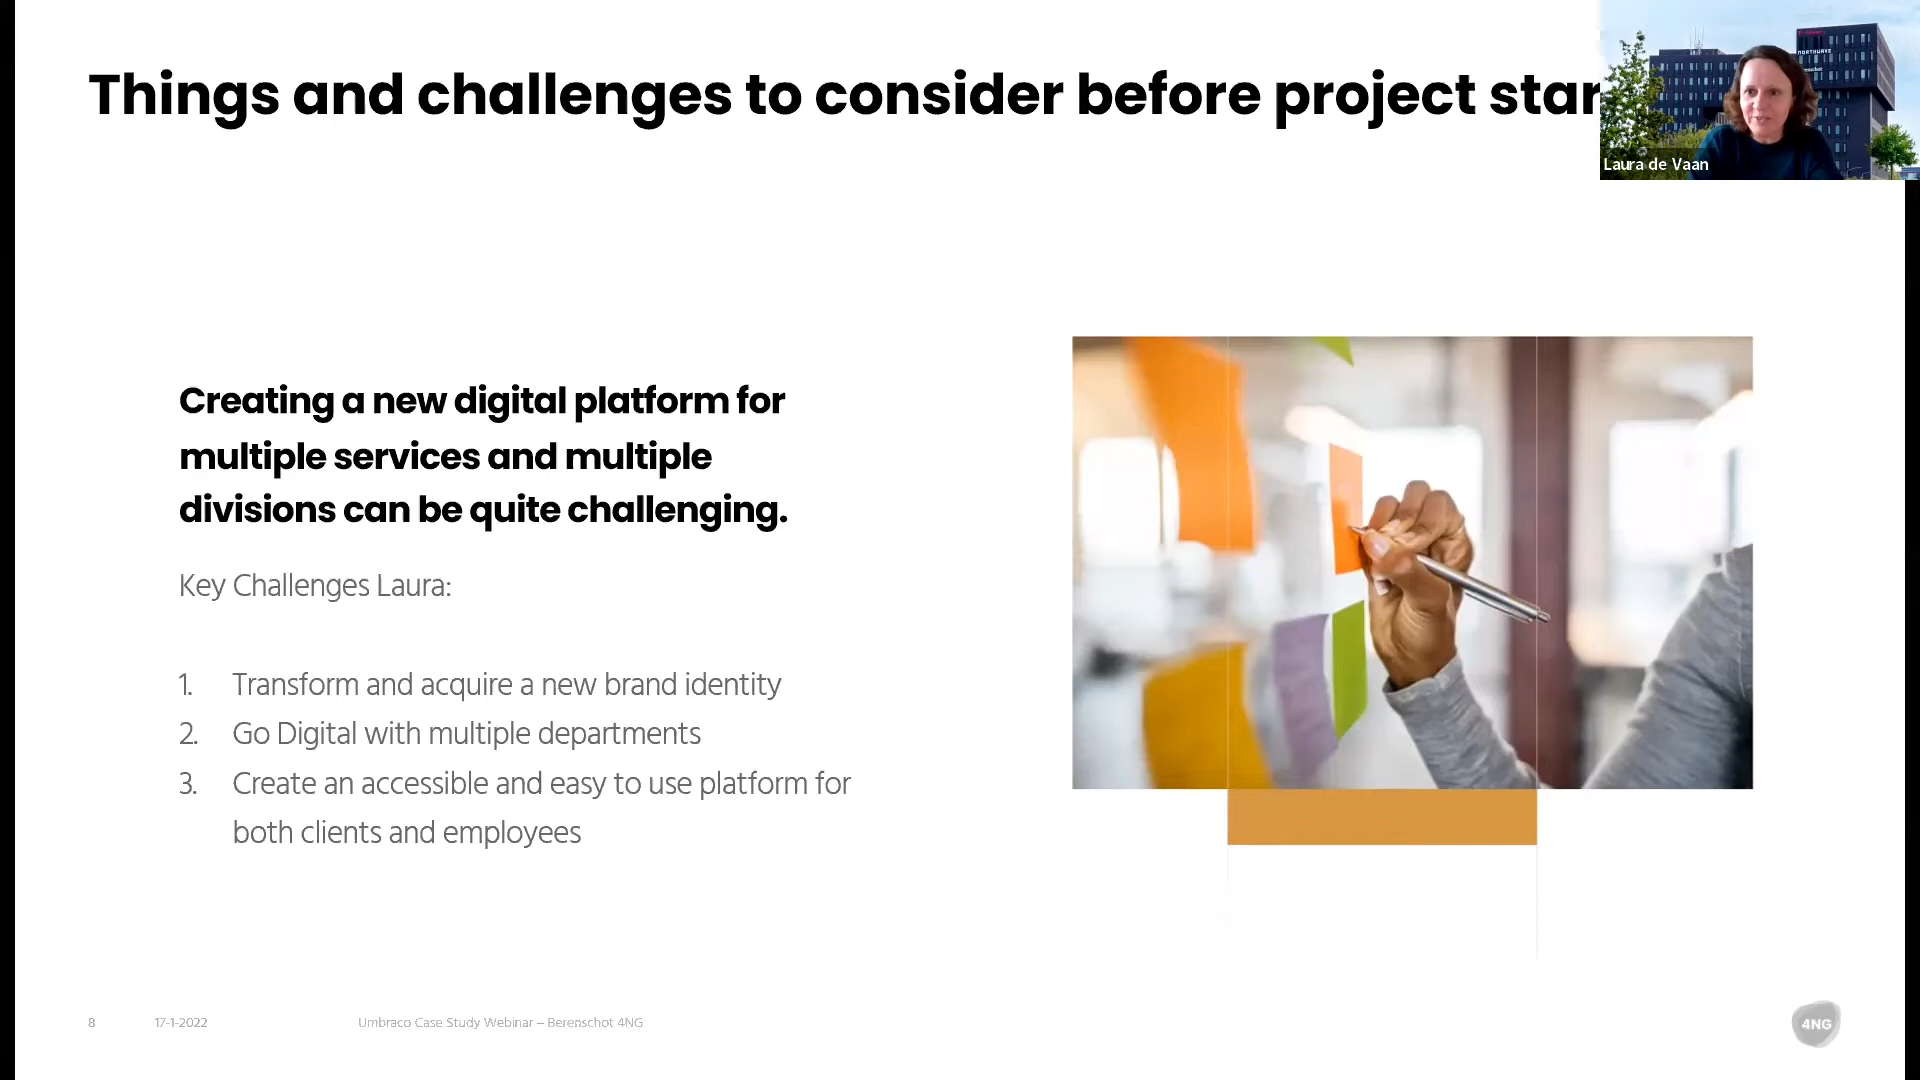 Things and challenges to consider before project star
Laura de Vaan
Creating a new digital platform for
multiple services and multiple
divisions can be quite challenging.
Key Challenges Laura:
1. Transform and acquire a new brand identity
2. Go Digital with multiple departments
3. Create an accessible and easy to use platform for
both clients and employees
8 17-1-2022 Umbraco Case Study Webinar – Berenschot 4NG
4NG